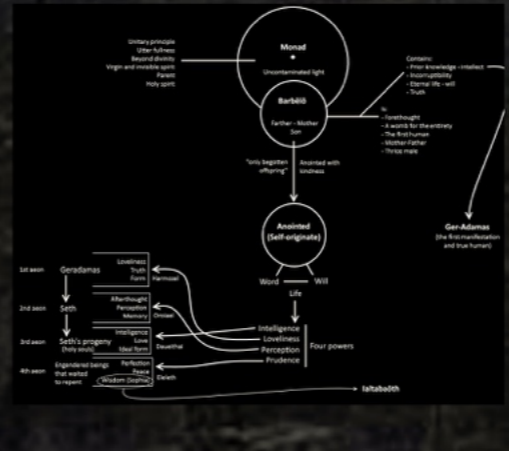 Unitary principle
Utter fullness
Beyond divinity
Virgin and invisible spirit
Parent
Holy spirit
Monad
Uncontaminated light
Barbēlō
Farther - Mother
Son
Contains:
- Prior knowledge - intellect
- Incorruptibility
- Eternal life - will
- Truth
Is:
- Forethought
- A womb for the entirety
- The first human
- Mother-Father
- Thrice male
"only begotten
offspring"
Anointed with
kindness
Anointed
(Self-originate)
Ger-Adamas
(the first manifestation
and true human)
Word
Will
Life
Intelligence
Loveliness
Perception
Prudence
Four powers
1st aeon
Geradamas
Loveliness
Truth
Form
Harmozel
2nd aeon
Seth
Afterthought
Perception
Memory
Oroiael
3rd aeon
Seth's progeny
(holy souls)
Intelligence
Love
Ideal form
Daueithai
4th aeon
Engandered beings
that waited
to repent
Perfection
Peace
Wisdom (Sophia)
Eleleth
Ialtabaōth